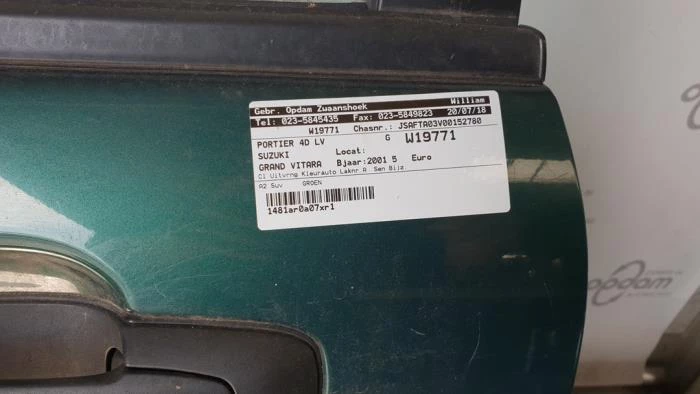 Gebr. Opdam Zwaanshoek William
Tel: 023-5845435 Fax: 023-5849823 20/07/18
W19771 Chasnr.: JSAFTA03V00152780
PORTIER 4D LV G W19771
SUZUKI Locat:
GRAND VITARA Bjaar:2001 5 Euro
Cl Uitvrng Kleurauto Laknr A Sen Bijz
A2 Suv GROEN
1481ar0a07xr1
opdam